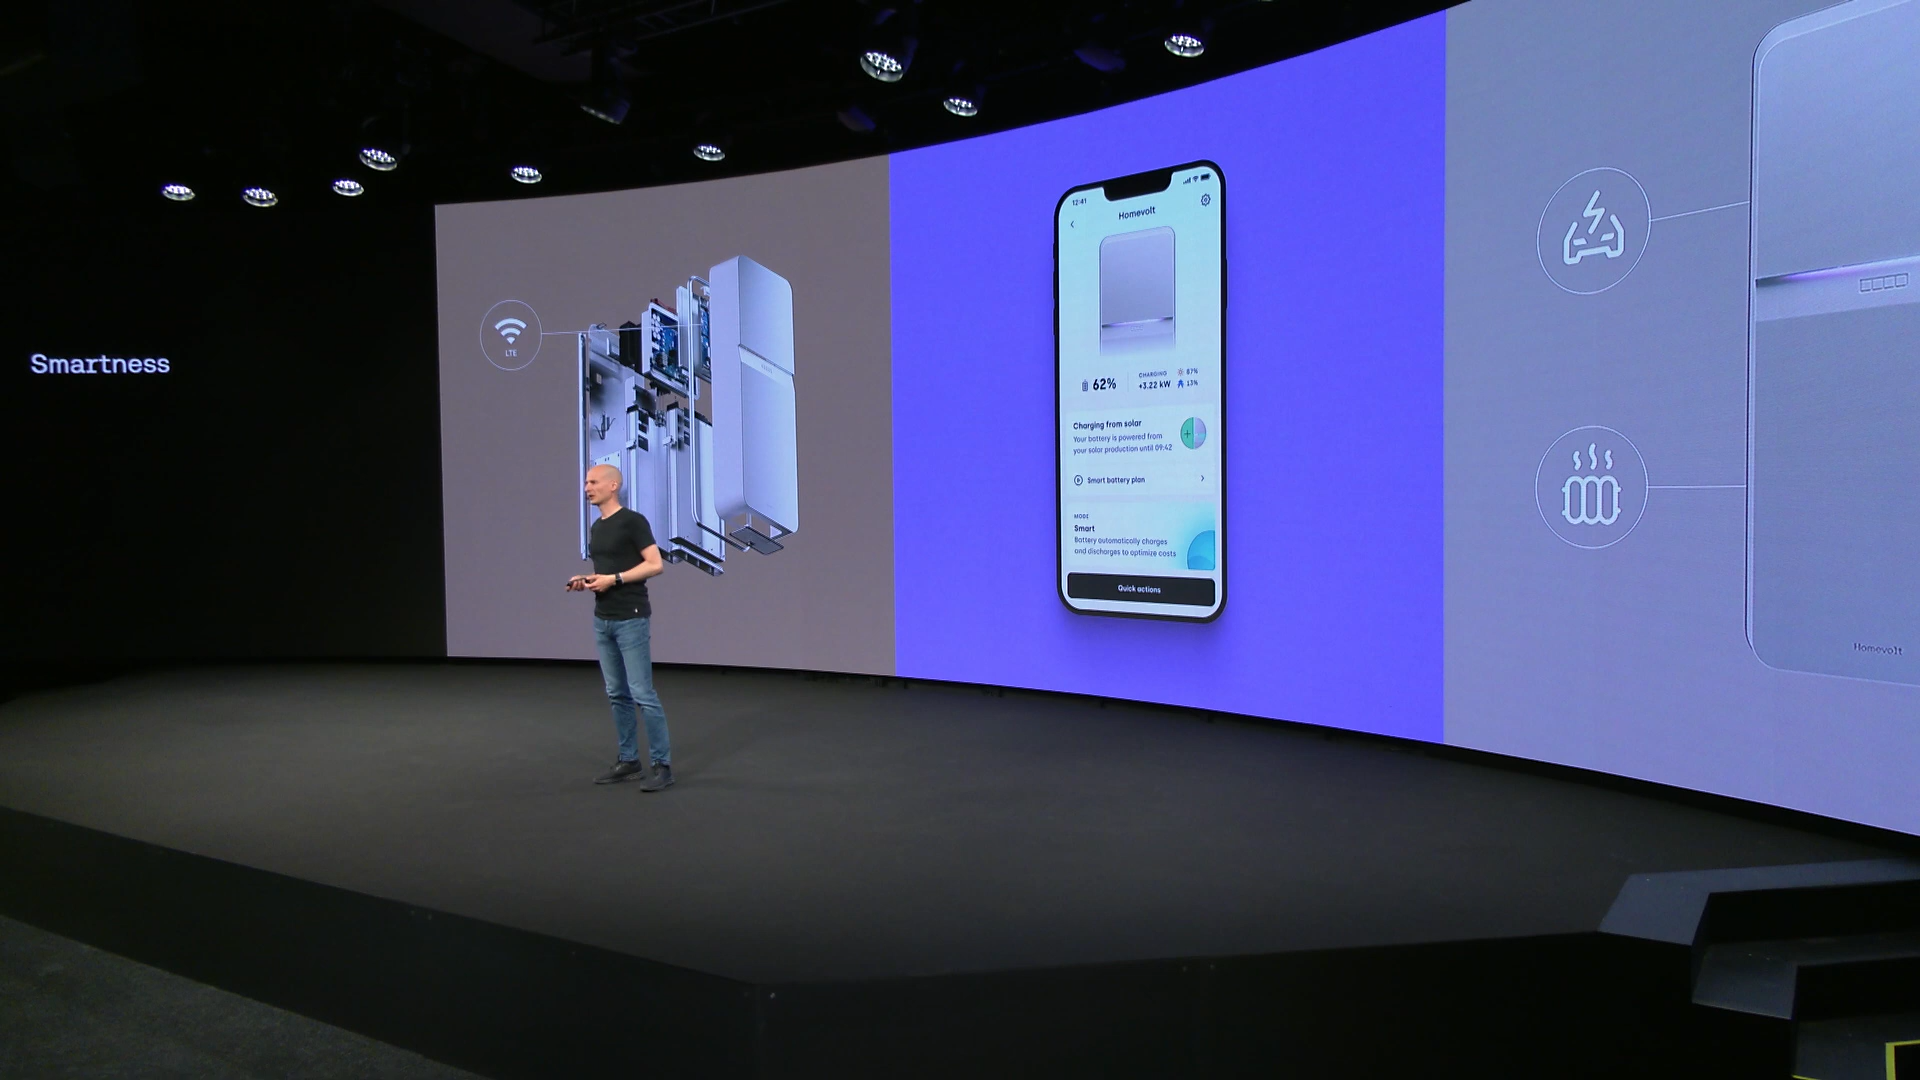 Smartness
LTE
12:41
Homevolt
62%
CHARGING
+3.22 kW
87%
13%
Charging from solar
Your battery is powered from
your solar production until 09:42
Smart battery plan
MODE
Smart
Battery automatically charges
and discharges to optimize costs
Quick actions
Homevolt